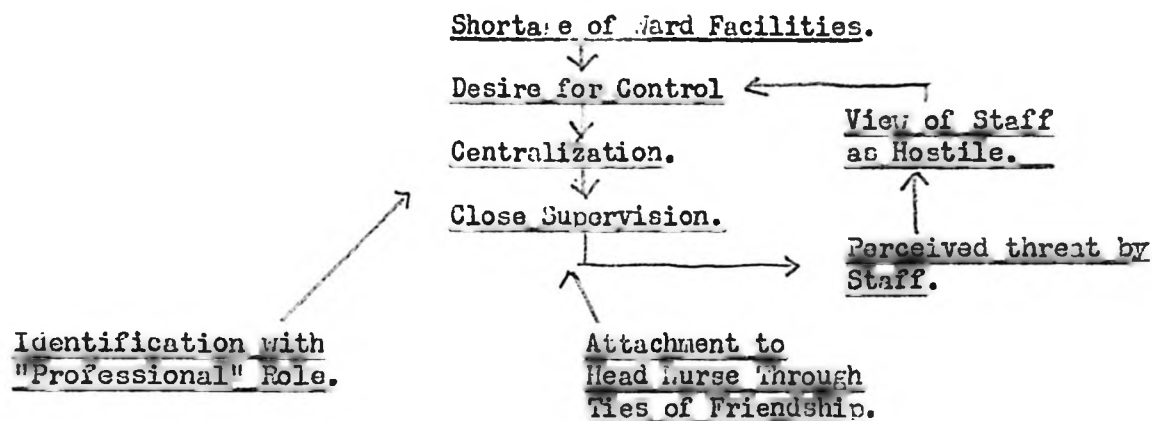 Shortage of Ward Facilities.
Desire for Control
View of Staff
as Hostile.
Centralization.
Close Supervision.
Perceived threat by
Staff.
Identification with
"Professional" Role.
Attachment to
Head Nurse Through
Ties of Friendship.